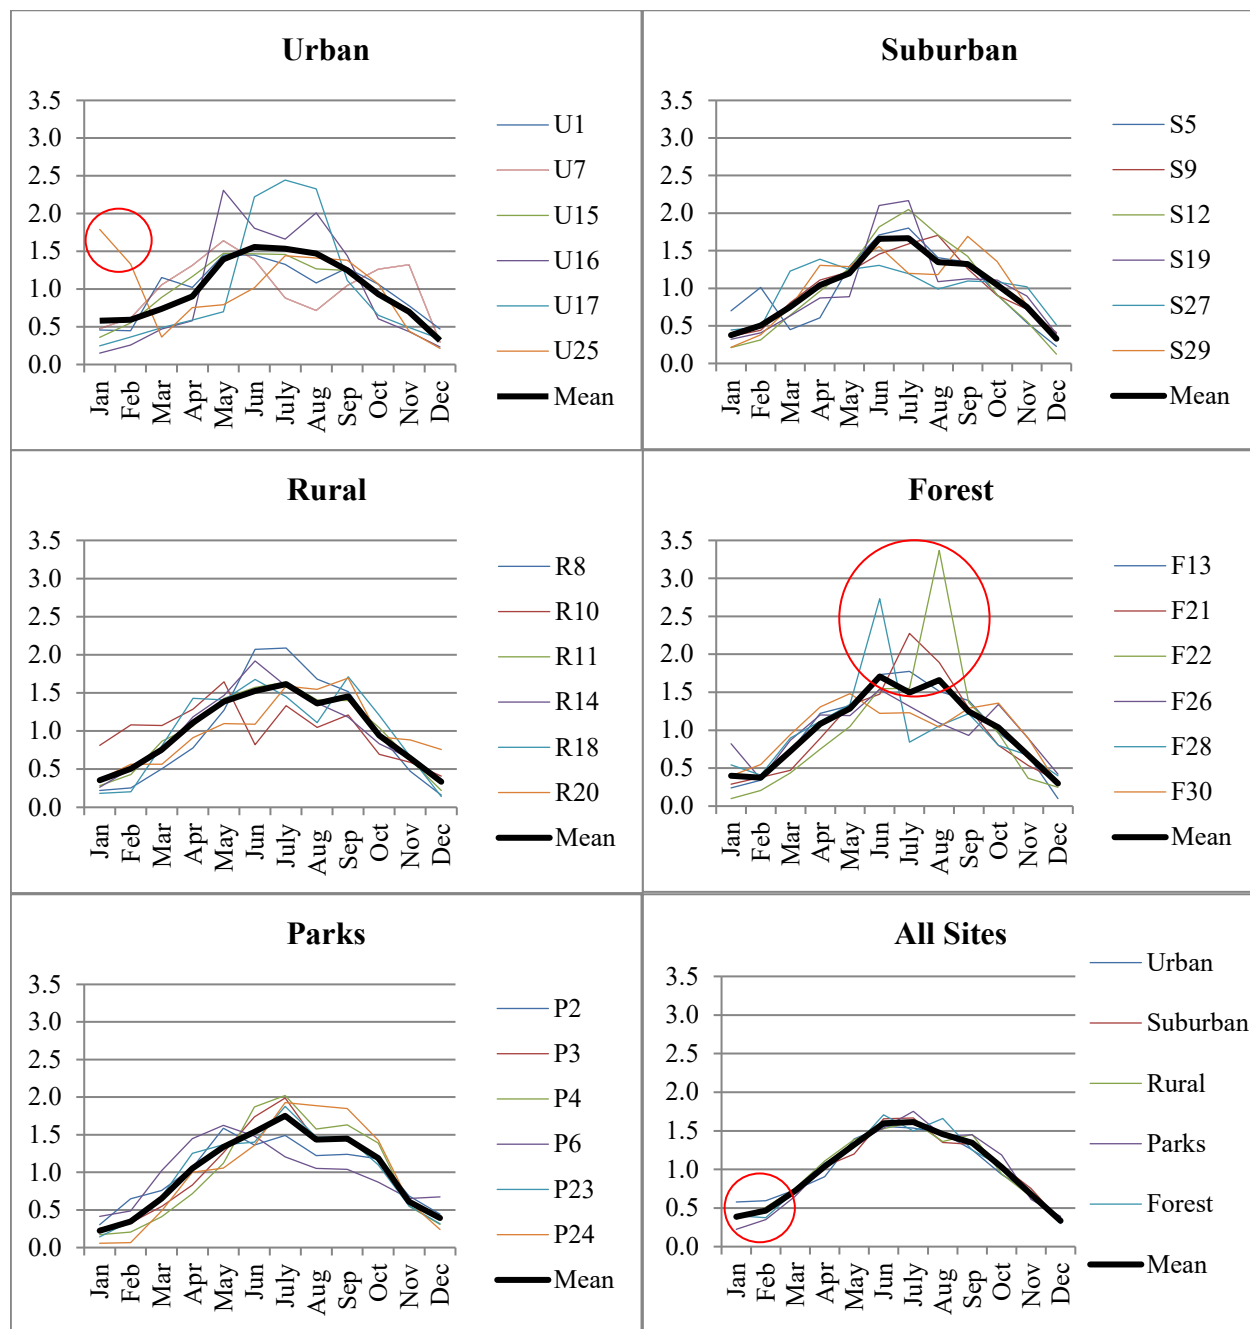 Urban
3.5
3.0
2.5
2.0
1.5
1.0
0.5
0.0
Jan
Feb
Mar
Apr
May
Jun
July
Aug
Sep
Oct
Nov
Dec
U1
U7
U15
U16
U17
U25
Mean
Suburban
3.5
3.0
2.5
2.0
1.5
1.0
0.5
0.0
Jan
Feb
Mar
Apr
May
Jun
July
Aug
Sep
Oct
Nov
Dec
S5
S9
S12
S19
S27
S29
Mean
Rural
3.5
3.0
2.5
2.0
1.5
1.0
0.5
0.0
Jan
Feb
Mar
Apr
May
Jun
July
Aug
Sep
Oct
Nov
Dec
R8
R10
R11
R14
R18
R20
Mean
Forest
3.5
3.0
2.5
2.0
1.5
1.0
0.5
0.0
Jan
Feb
Mar
Apr
May
Jun
July
Aug
Sep
Oct
Nov
Dec
F13
F21
F22
F26
F28
F30
Mean
Parks
3.5
3.0
2.5
2.0
1.5
1.0
0.5
0.0
Jan
Feb
Mar
Apr
May
Jun
July
Aug
Sep
Oct
Nov
Dec
P2
P3
P4
P6
P23
P24
Mean
All Sites
3.5
3.0
2.5
2.0
1.5
1.0
0.5
0.0
Jan
Feb
Mar
Apr
May
Jun
July
Aug
Sep
Oct
Nov
Dec
Urban
Suburban
Rural
Parks
Forest
Mean